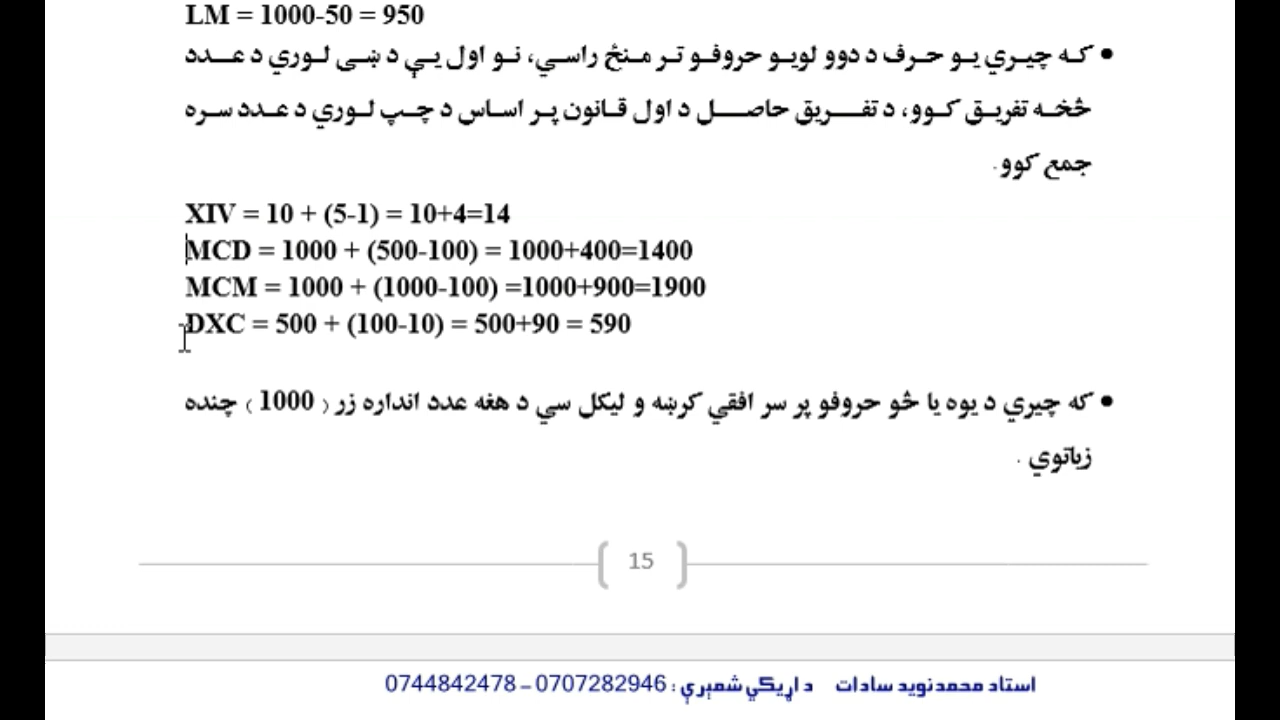 LM = 1000-50 = 950
• که چیري یو حرف د دوو لویو حروفو تر منځ راسي، نو اول یې د ښی لوري د عدد
څخه تفریق کوو، د تفریق حاصل د اول قانون پر اساس د چپ لوري د عدد سره
جمع کوو.
XIV = 10 + (5-1) = 10+4=14
MCD = 1000 + (500-100) = 1000+400=1400
MCM = 1000 + (1000-100) =1000+900=1900
DXC = 500 + (100-10) = 500+90 = 590
• که چیري د یوه یا څو حروفو پر سر افقي کرښه و لیکل سي د هغه عدد اندازه زر ( 1000 ) چنده
زیاتوي .
15
استاد محمد نوید سادات د اړیکي شمېرې : 0707282946 – 0744842478